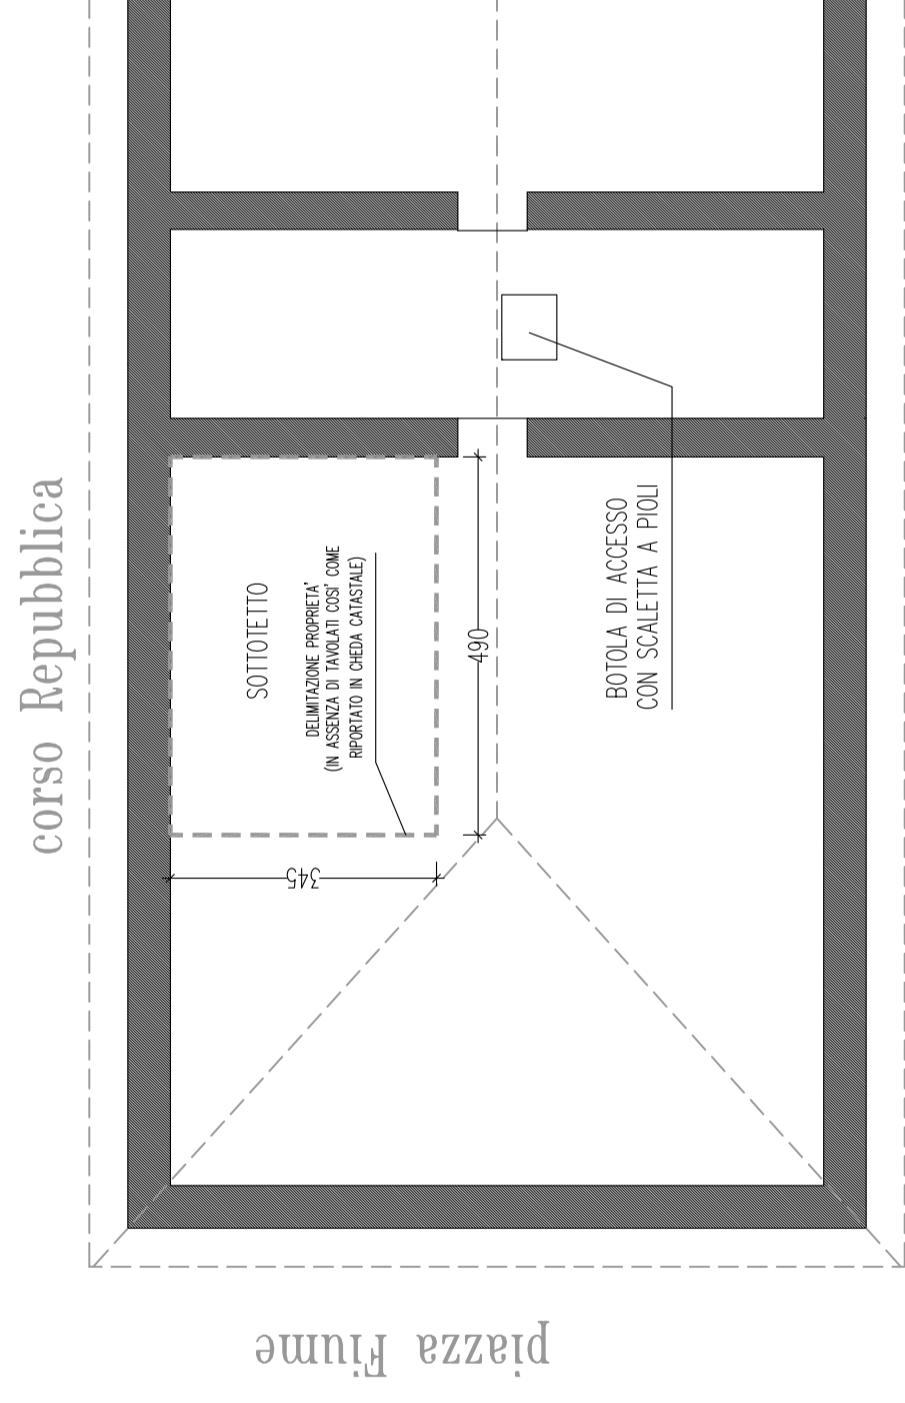 corso Repubblica
SOTTOTETTO
DELIMITAZIONE PROPRIETA'
(IN ASSENZA DI TAVOLATI COSI' COME
RIPORTATO IN CHEDA CATASTALE)
490
345
BOTOLA DI ACCESSO
CON SCALETTA A PIOLI
piazza Fiume